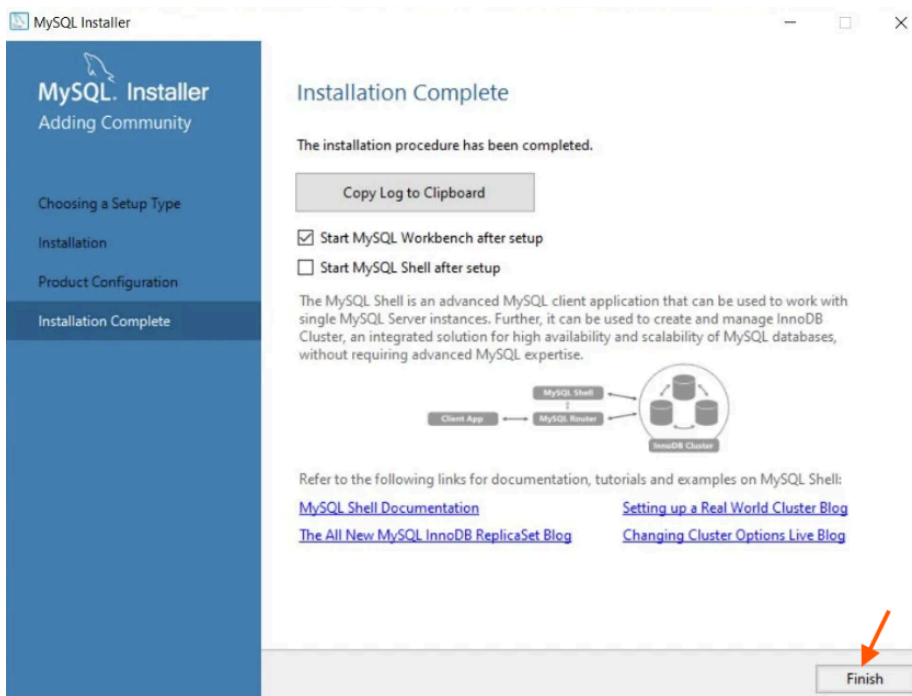 MySQL Installer
MySQL. Installer
Adding Community
Choosing a Setup Type
Installation
Product Configuration
Installation Complete
Installation Complete
The installation procedure has been completed.
Copy Log to Clipboard
Start MySQL Workbench after setup
Start MySQL Shell after setup
The MySQL Shell is an advanced MySQL client application that can be used to work with
single MySQL Server instances. Further, it can be used to create and manage InnoDB
Cluster, an integrated solution for high availability and scalability of MySQL databases,
without requiring advanced MySQL expertise.
MySQL Shell
Client App
MySQL Router
InnoDB Cluster
Refer to the following links for documentation, tutorials and examples on MySQL Shell:
MySQL Shell Documentation
Setting up a Real World Cluster Blog
The All New MySQL InnoDB ReplicaSet Blog
Changing Cluster Options Live Blog
Finish